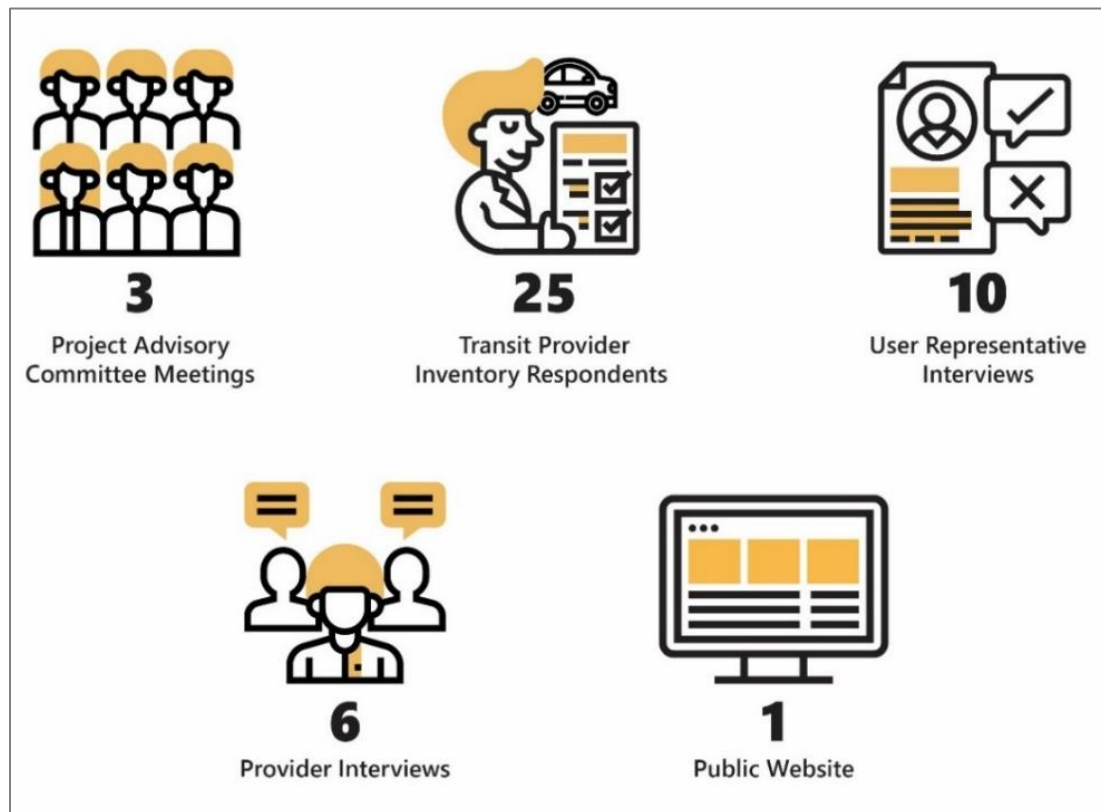 3
Project Advisory
Committee Meetings
25
Transit Provider
Inventory Respondents
10
User Representative
Interviews
6
Provider Interviews
1
Public Website